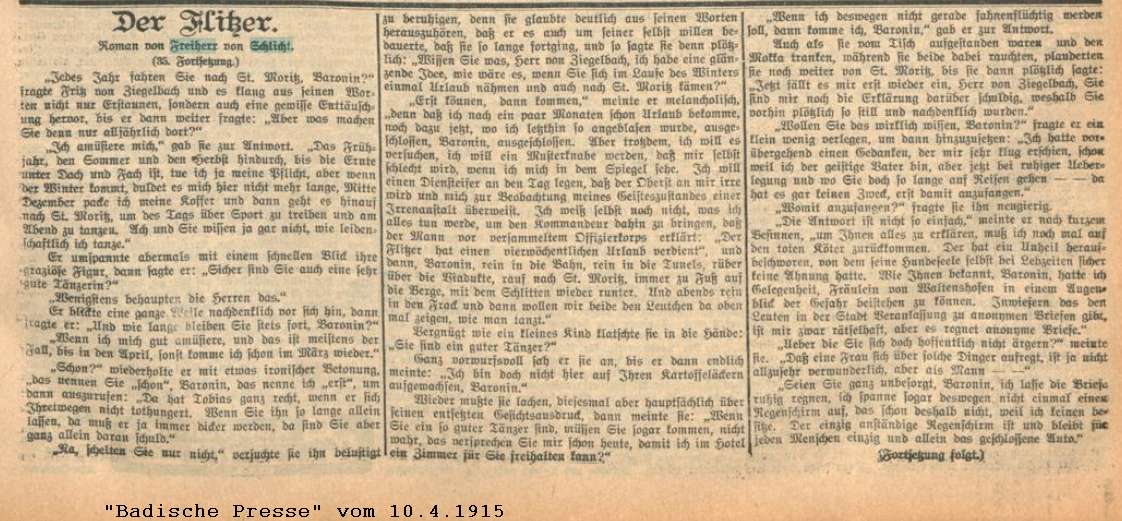 Der Flitzer.
Roman von Freiherr von Schlicht.
(35. Fortsetzung.)
„Jedes Jahr fahren Sie nach St. Moritz, Baronin?“
fragte Fritz von Ziegelbach und es klang aus seinen Wor-
ten nicht nur Erstaunen, sondern auch eine gewisse Enttäusch-
ung hervor, bis er dann weiter fragte: „Aber was machen
Sie denn nur alljährlich dort?“
„Ich amüsiere mich,“ gab sie zur Antwort. „Das Früh-
jahr, den Sommer und den Herbst hindurch, bis die Ernte
unter Dach und Fach ist, tue ich ja meine Pflicht, aber wenn
der Winter kommt, duldet es mich hier nicht mehr lange, Mitte
Dezember packe ich meine Koffer und dann geht es hinauf
nach St. Moritz, um des Tags über Sport zu treiben und am
Abend zu tanzen. Ach und Sie wissen ja gar nicht, wie leiden-
schaftlich ich tanze.“
Er umspannte abermals mit einem schnellen Blick ihre
graziöse Figur, dann sagte er: „Sicher sind Sie auch eine sehr
gute Tänzerin?“
„Wenigstens behaupten die Herren das.“
Er blickte eine ganze Weile nachdenklich vor sich hin, dann
fragte er: „Und wie lange bleiben Sie stets fort, Baronin?“
„Wenn ich mich gut amüsiere, und das ist meistens der
Fall, bis in den April, sonst komme ich schon im März wieder.“
„Schon?“ wiederholte er mit etwas ironischer Betonung,
„das nennen Sie „schon“, Baronin, das nenne ich „erst“, um
dann auszurufen: „Da hat Tobias ganz recht, wenn er sich
Ihretwegen nicht tothungert. Wenn Sie ihn so lange allein
lassen, da muß er ja immer dicker werden, da sind Sie aber
ganz allein daran schuld.“
„Na, schelten Sie nur nicht,“ versuchte sie ihn belustigt
zu beruhigen, denn sie glaubte deutlich aus seinen Worten
herauszuhören, daß er es auch um seiner selbst willen be-
dauerte, daß sie so lange fortging, und so sagte sie denn plötz-
lich: „Wissen Sie was, Herr von Ziegelbach, ich habe eine glän-
zende Idee, wie wäre es, wenn Sie sich im Laufe des Winters
einmal Urlaub nähmen und auch nach St. Moritz kämen?“
„Erst können, dann kommen,“ meinte er melancholisch,
„denn daß ich nach ein paar Monaten schon Urlaub bekomme,
noch dazu jetzt, wo ich letzthin so angeblasen wurde, ausge-
schlossen, Baronin, ausgeschlossen. Aber trotzdem, ich will es
versuchen, ich will ein Musterknabe werden, daß mir selbst
schlecht wird, wenn ich mich in dem Spiegel sehe. Ich will
einen Diensteifer an den Tag legen, daß der Oberst an mir irre
wird und mich zur Beobachtung meines Geisteszustandes einer
Irrenanstalt überweist. Ich weiß selbst noch nicht, was ich
alles tun werde, um den Kommandeur dahin zu bringen, daß
der Mann vor versammeltem Offizierkorps erklärt: „Der
Flitzer hat einen vierwöchentlichen Urlaub verdient“, und
dann, Baronin, rein in die Bahn, rein in die Tunels, rüber
über die Viadukte, rauf nach St. Moritz, immer zu Fuß auf
die Berge, mit dem Schlitten wieder runter. Und abends rein
in den Frack und dann wollen wir beide den Leutchen da oben
mal zeigen, wie man tanzt.“
Vergnügt wie ein kleines Kind klatschte sie in die Hände:
„Sie sind ein guter Tänzer?“
Ganz vorwurfsvoll sah er sie an, bis er dann endlich
meinte: „Ich bin doch nicht hier auf Ihren Kartoffeläckern
aufgewachsen, Baronin.“
Wieder mußte sie lachen, diesesmal aber hauptsächlich über
seinen entsetzten Gesichtsausdruck, dann meinte sie: „Wenn
Sie ein so guter Tänzer sind, müssen Sie sogar kommen, nicht
wahr, das versprechen Sie mir schon heute, damit ich im Hotel
ein Zimmer für Sie freihalten kann?“
„Wenn ich deswegen nicht gerade fahnenflüchtig werden
soll, dann komme ich, Baronin,“ gab er zur Antwort.
Auch als sie vom Tisch aufgestanden waren und den
Mokka tranken, während sie beide dabei rauchten, plauderten
sie noch weiter von St. Moritz, bis sie dann plötzlich sagte:
„Jetzt fällt es mir erst wieder ein, Herr von Ziegelbach, Sie
sind mir noch die Erklärung darüber schuldig, weshalb Sie
vorhin plötzlich so still und nachdenklich wurden.“
„Wollen Sie das wirklich wissen, Baronin?“ fragte er ein
klein wenig verlegen, um dann hinzuzusetzen: „Ich hatte vor-
übergehend einen Gedanken, der mir sehr klug erschien, schon
weil ich der geistige Vater bin, aber jetzt bei ruhiger Ueber-
legung und wo Sie doch so lange auf Reisen gehen — — da
hat es gar keinen Zweck, erst damit anzufangen.“
„Womit anzufangen?“ fragte sie ihn neugierig.
„Die Antwort ist nicht so einfach,“ meinte er nach kurzem
Besinnen, „um Ihnen alles zu erklären, muß ich noch mal auf
den toten Köter zurückommen. Der hat ein Unheil herauf-
beschworen, von dem seine Hundeseele selbst bei Lebzeiten sicher
keine Ahnung hatte. Wie Ihnen bekannt, Baronin, hatte ich
Gelegenheit, Fräulein von Waltenshofen in einem Augen-
blick der Gefahr beistehen zu können. Inwiefern das den
Leuten in der Stadt Veranlassung zu anonymen Briefen gibt,
ist mir zwar rätselhaft, aber es regnet anonyme Briefe.“
„Ueber die Sie sich doch hoffentlich nicht ärgern?“ meinte
sie. „Daß eine Frau sich über solche Dinger aufregt, ist ja nicht
allzusehr verwunderlich, aber als Mann — —“
„Seien Sie ganz unbesorgt, Baronin, ich lasse die Briefe
ruhig regnen, ich spanne sogar deswegen nicht einmal einen
Regenschirm auf, das schon deshalb nicht, weil ich keinen be-
sitze. Der einzig anständige Regenschirm ist und bleibt für
jeden Menschen einzig und allein das geschlossene Auto.“
(Fortsetzung folgt.)
"Badische Presse" vom 10.4.1915